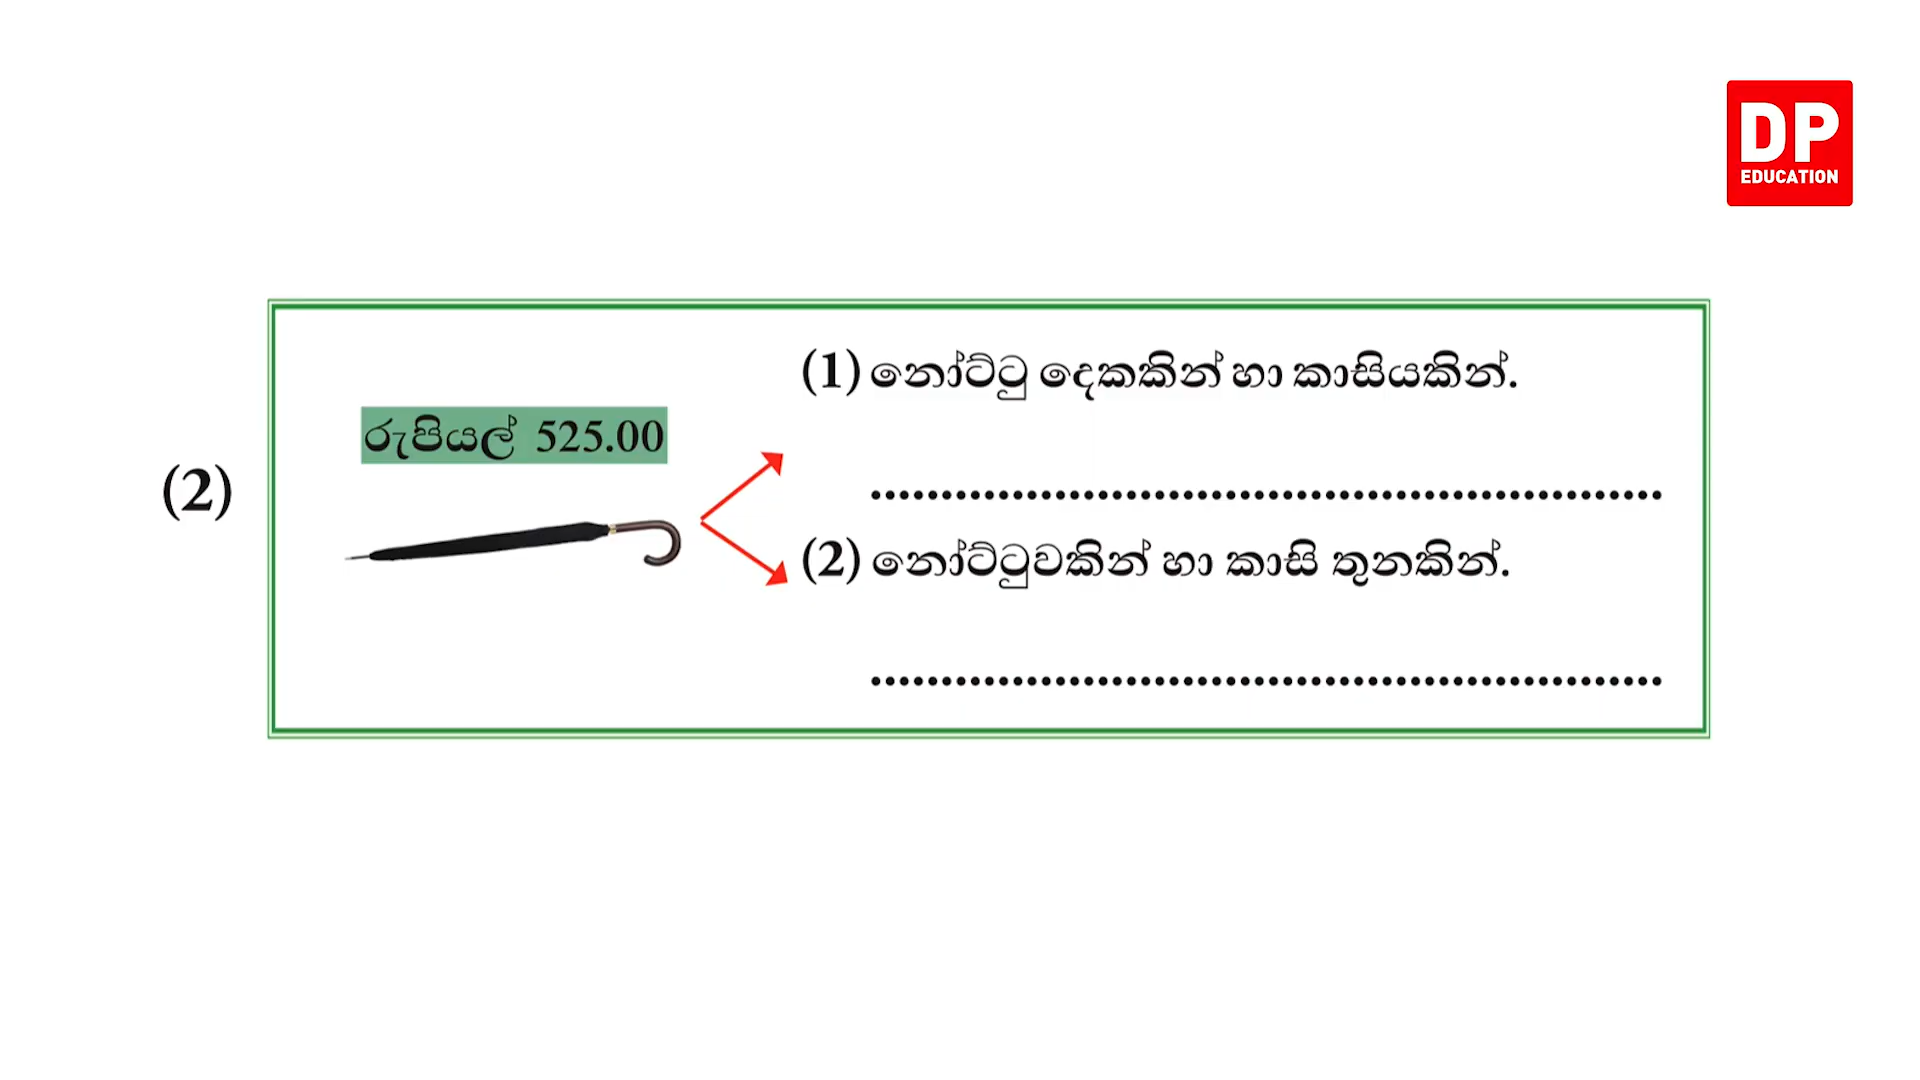 DP
EDUCATION
(1) නෝට්ටු දෙකකින් හා කාසියකින්.
රුපියල් 525.00
(2)
.........................................................
(2) නෝට්ටුවකින් හා කාසි තුනකින්.
.........................................................